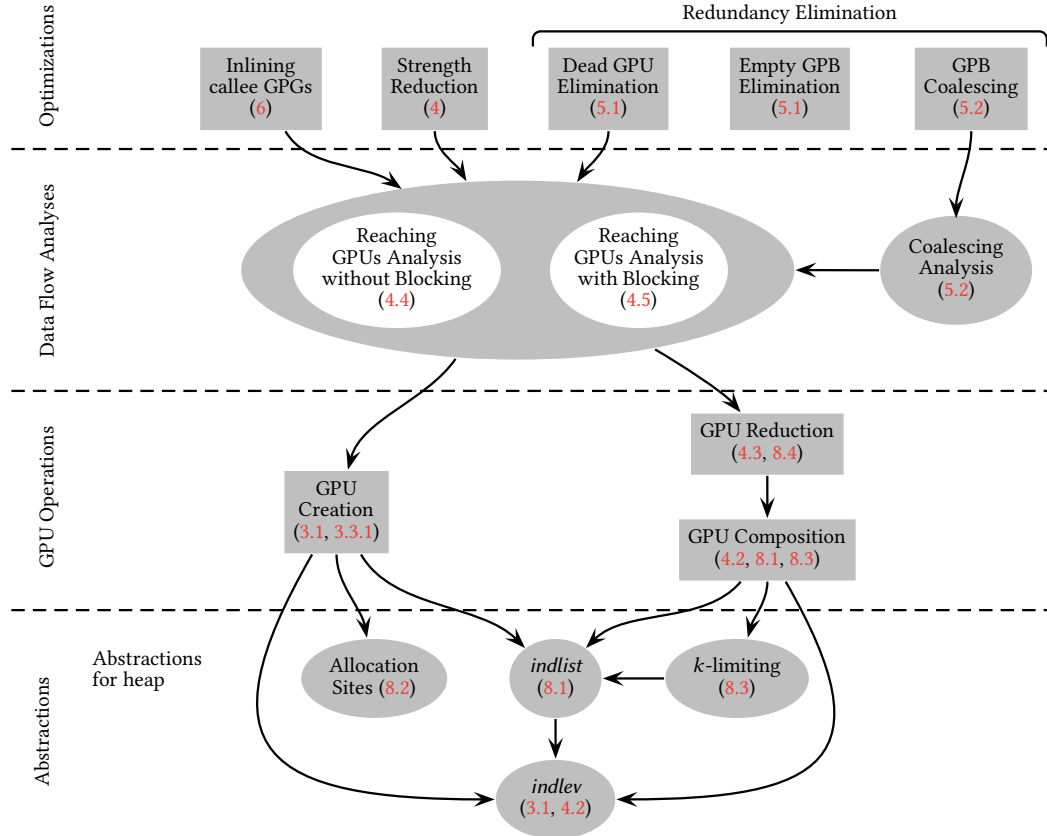 Redundancy Elimination
Optimizations
Inlining
callee GPGs
(6)
Strength
Reduction
(4)
Dead GPU
Elimination
(5.1)
Empty GPB
Elimination
(5.1)
GPB
Coalescing
(5.2)
Data Flow Analyses
Reaching
GPUs Analysis
without Blocking
(4.4)
Reaching
GPUs Analysis
with Blocking
(4.5)
Coalescing
Analysis
(5.2)
GPU Operations
GPU Reduction
(4.3, 8.4)
GPU
Creation
(3.1, 3.3.1)
GPU Composition
(4.2, 8.1, 8.3)
Abstractions
Abstractions
for heap
Allocation
Sites (8.2)
indlist
(8.1)
k-limiting
(8.3)
indlev
(3.1, 4.2)